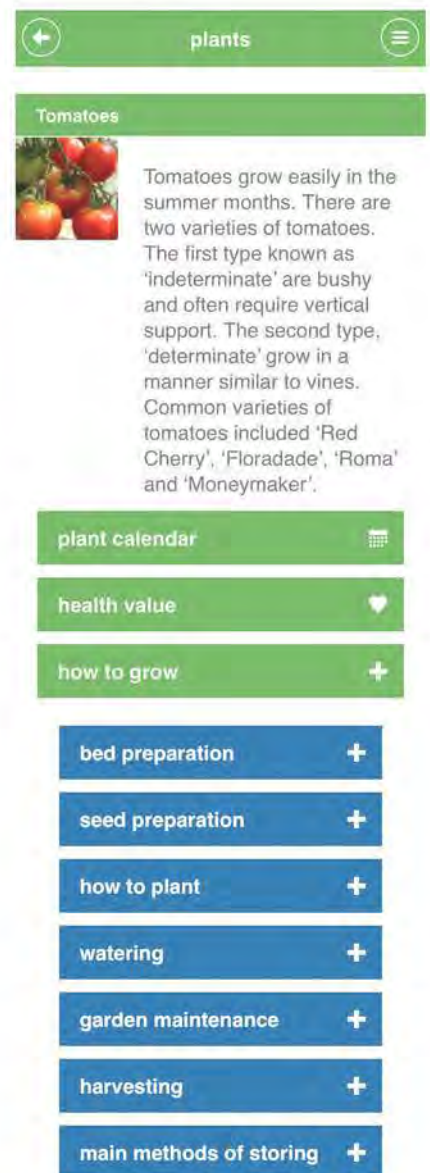 plants
Tomatoes
Tomatoes grow easily in the
summer months. There are
two varieties of tomatoes.
The first type known as
‘indeterminate’ are bushy
and often require vertical
support. The second type,
‘determinate’ grow in a
manner similar to vines.
Common varieties of
tomatoes included ‘Red
Cherry’, ‘Floradade’, ‘Roma’
and ‘Moneymaker’.
plant calendar
health value
how to grow
bed preparation
seed preparation
how to plant
watering
garden maintenance
harvesting
main methods of storing